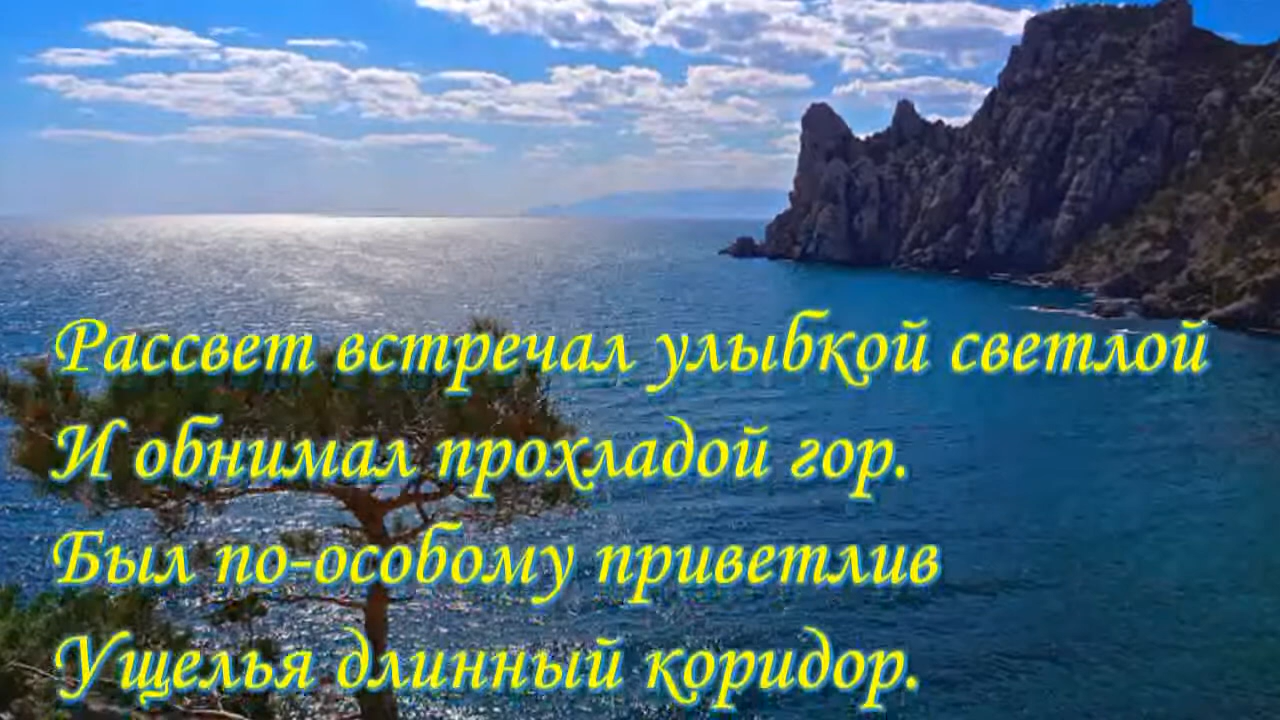 Рассвет встречал улыбкой светлой
И обнимал прохладой гор.
Был по-особому приветлив
Ущелья длинный коридор.